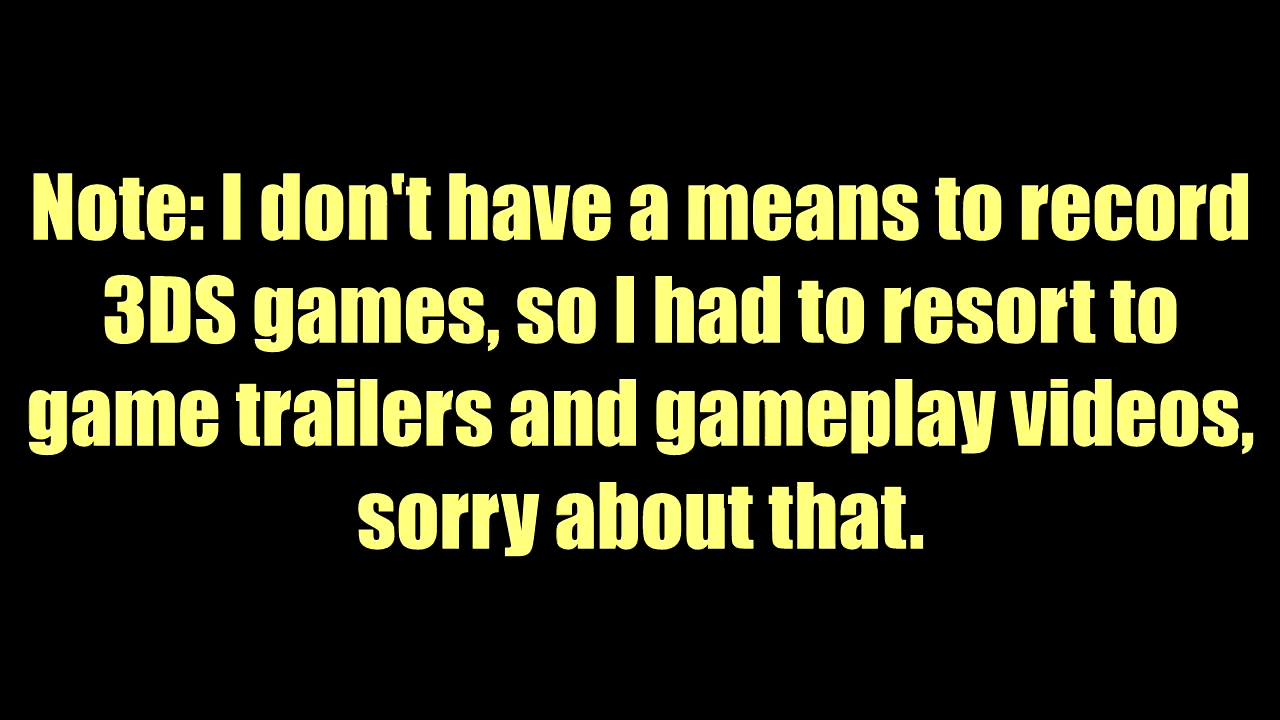 Note: I don't have a means to record
3DS games, so I had to resort to
game trailers and gameplay videos,
sorry about that.